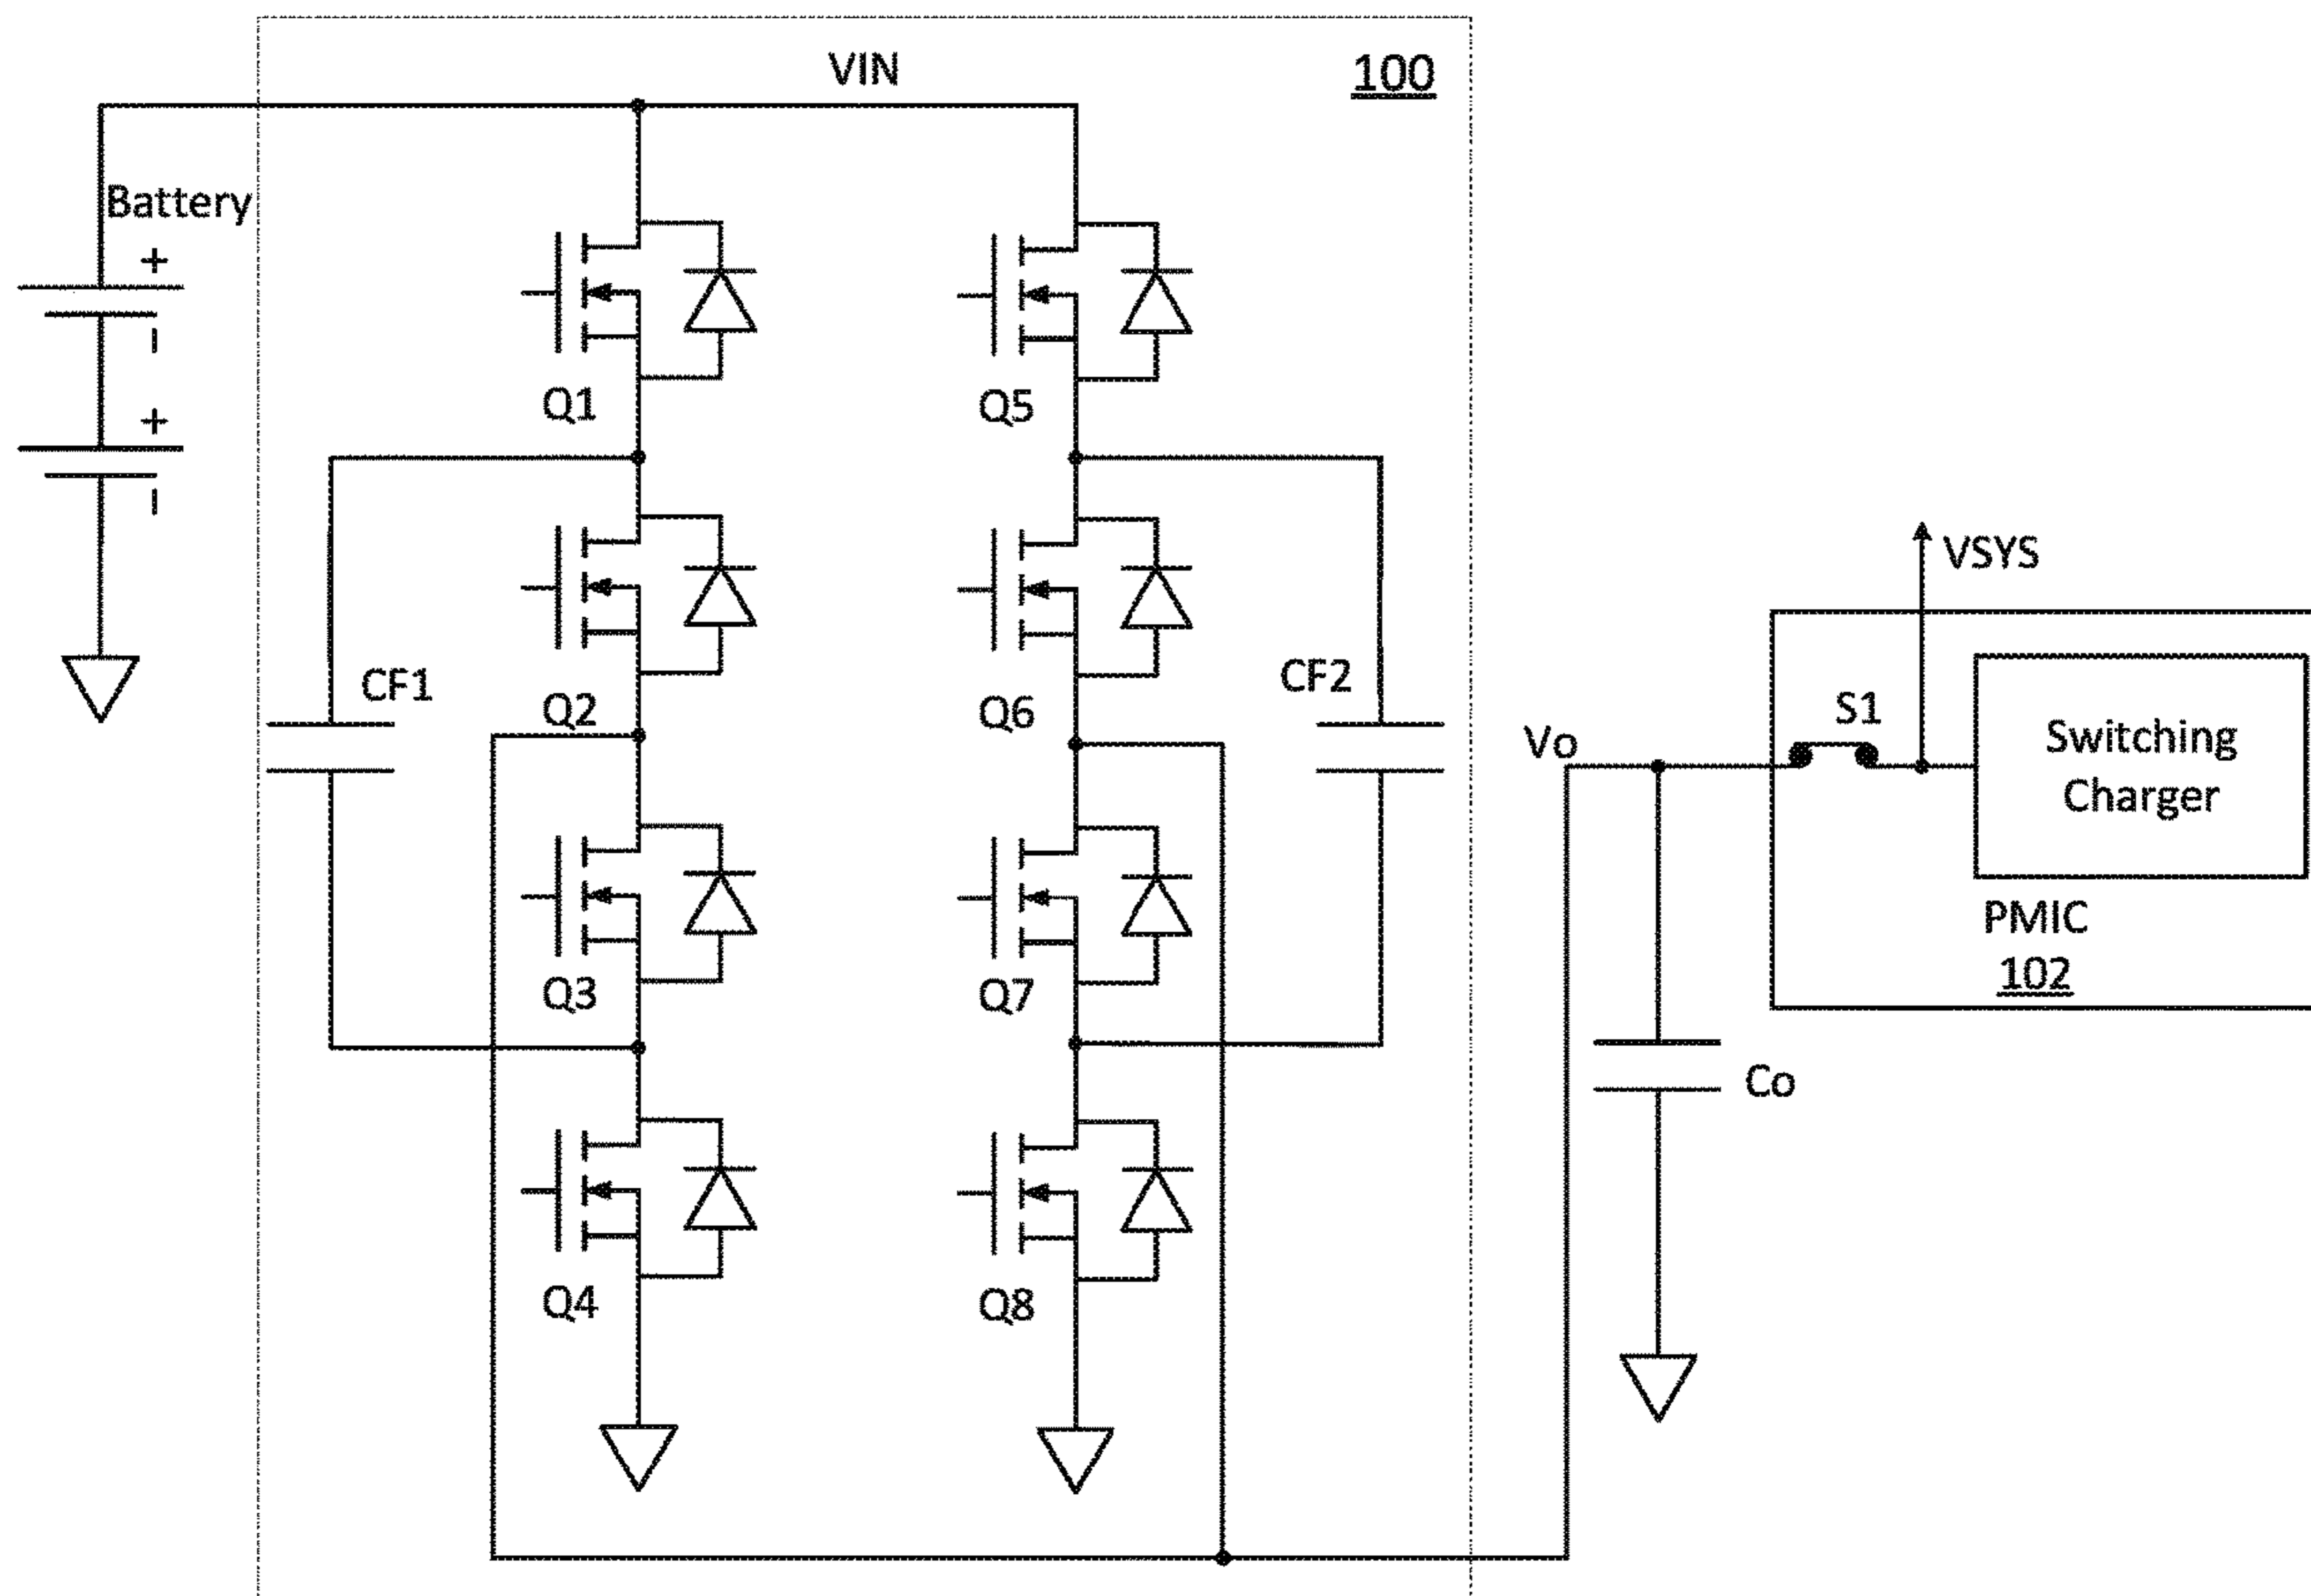 VIN
100
Battery
+
−
+
−
Q1
Q5
Q2
Q6
CF1
CF2
Q3
Q7
Q4
Q8
Vo
S1
VSYS
Switching
Charger
PMIC
102
Co